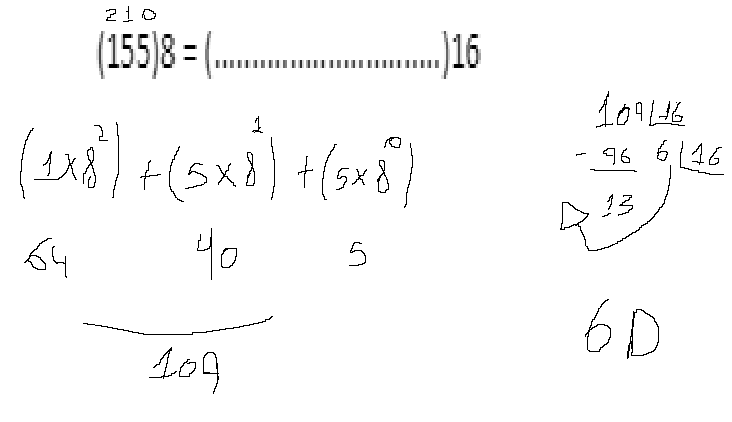 2 1 0
(155)8 = (..............................)16
(1x8²) + (5x8¹) + (5x8⁰)
64 40 5
109
109 16
- 96 6 16
13
6D